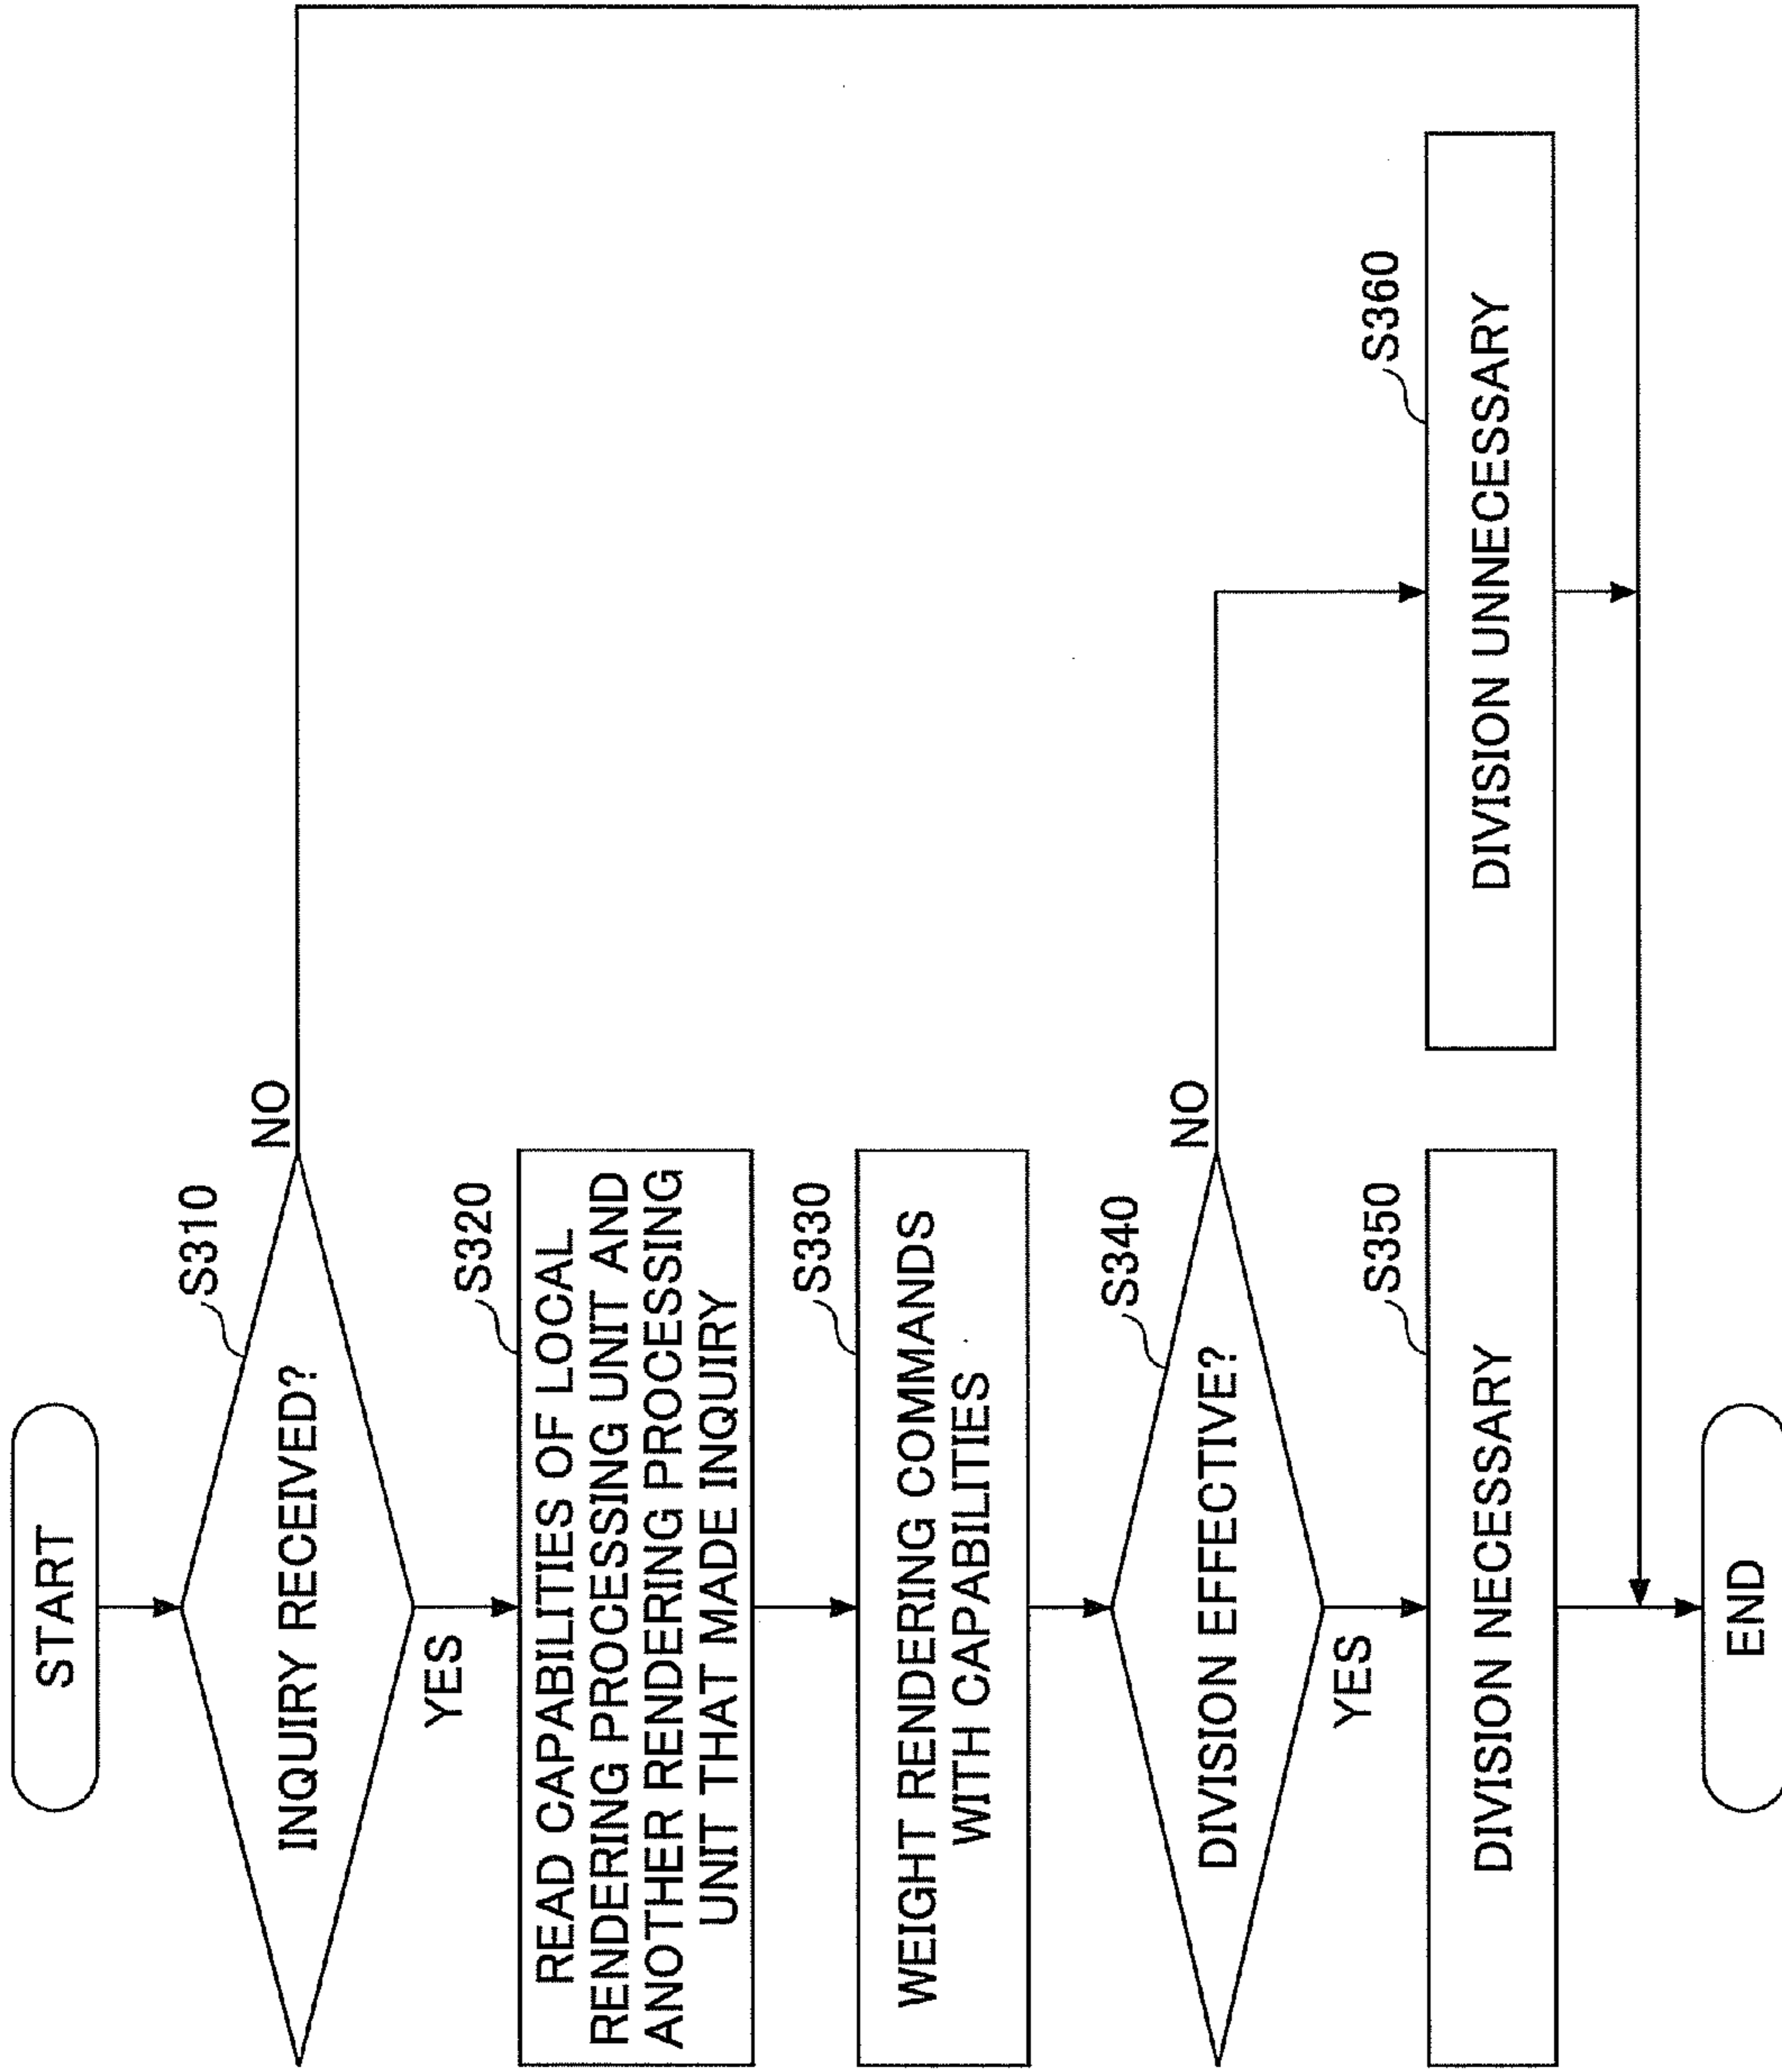 START
S310
INQUIRY RECEIVED?
NO
YES
S320
READ CAPABILITIES OF LOCAL
RENDERING PROCESSING UNIT AND
ANOTHER RENDERING PROCESSING
UNIT THAT MADE INQUIRY
S330
WEIGHT RENDERING COMMANDS
WITH CAPABILITIES
S340
DIVISION EFFECTIVE?
NO
YES
S350
DIVISION NECESSARY
S360
DIVISION UNNECESSARY
END